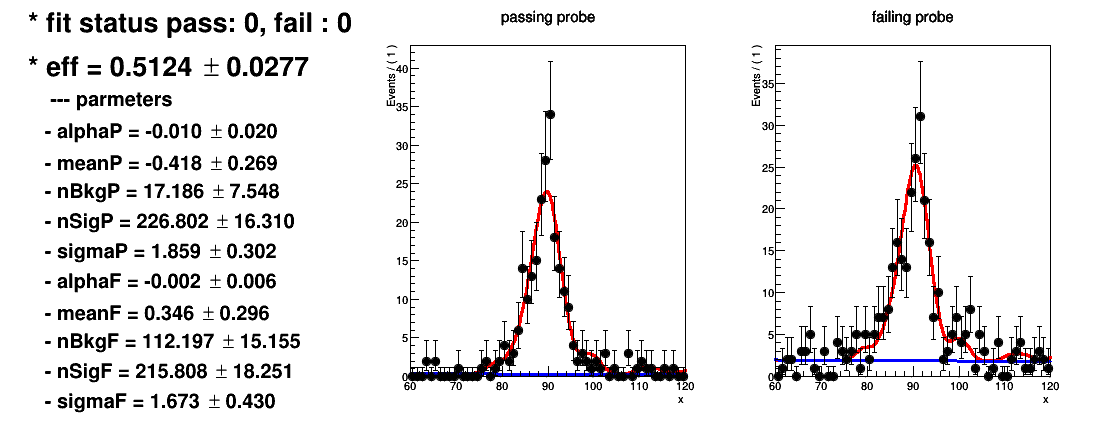 * fit status pass: 0, fail : 0
* eff = 0.5124 ± 0.0277
--- parmeters
- alphaP = -0.010 ± 0.020
- meanP = -0.418 ± 0.269
- nBkgP = 17.186 ± 7.548
- nSigP = 226.802 ± 16.310
- sigmaP = 1.859 ± 0.302
- alphaF = -0.002 ± 0.006
- meanF = 0.346 ± 0.296
- nBkgF = 112.197 ± 15.155
- nSigF = 215.808 ± 18.251
- sigmaF = 1.673 ± 0.430
passing probe
Events / ( 1 )
40
35
30
25
20
15
10
5
0
60 70 80 90 100 110 120
x
failing probe
Events / ( 1 )
35
30
25
20
15
10
5
0
60 70 80 90 100 110 120
x